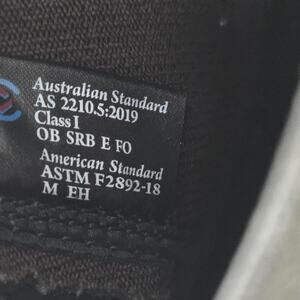 Australian Standard
AS 2210.5:2019
Class I
OB SRB E FO
American Standard
ASTM F2892-18
M EH